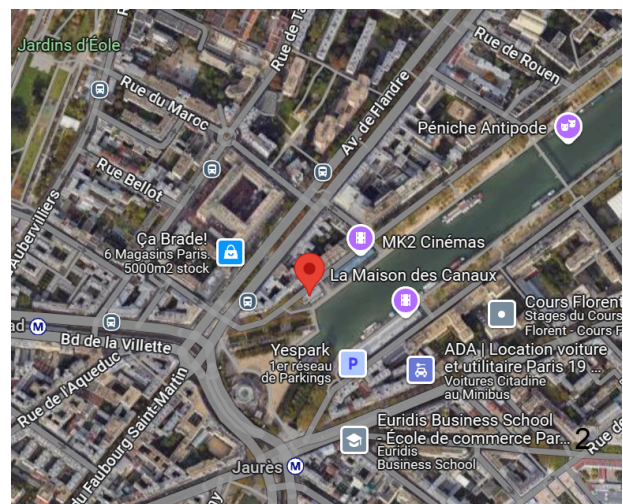 Jardins d'Éole
Rue de Ta
Rue de Rouen
Rue du Maroc
Av. de Flandre
Péniche Antipode
Rue Bellot
Aubervilliers
Ça Brade!
6 Magasins Paris.
5000m2 stock
MK2 Cinémas
La Maison des Canaux
Cours Florent
Stages du Cours
Florent - Cours F
ad M
Bd de la Villette
Yespark
1er réseau
de Parkings
P
ADA | Location voiture
et utilitaire Paris 19 ...
Voitures Citadine
au Minibus
Rue de l'Aqueduc
du Faubourg Saint-Martin
Euridis Business School
- École de commerce Par...
Euridis
Business School
2
Rue de
Jaurès M
ny